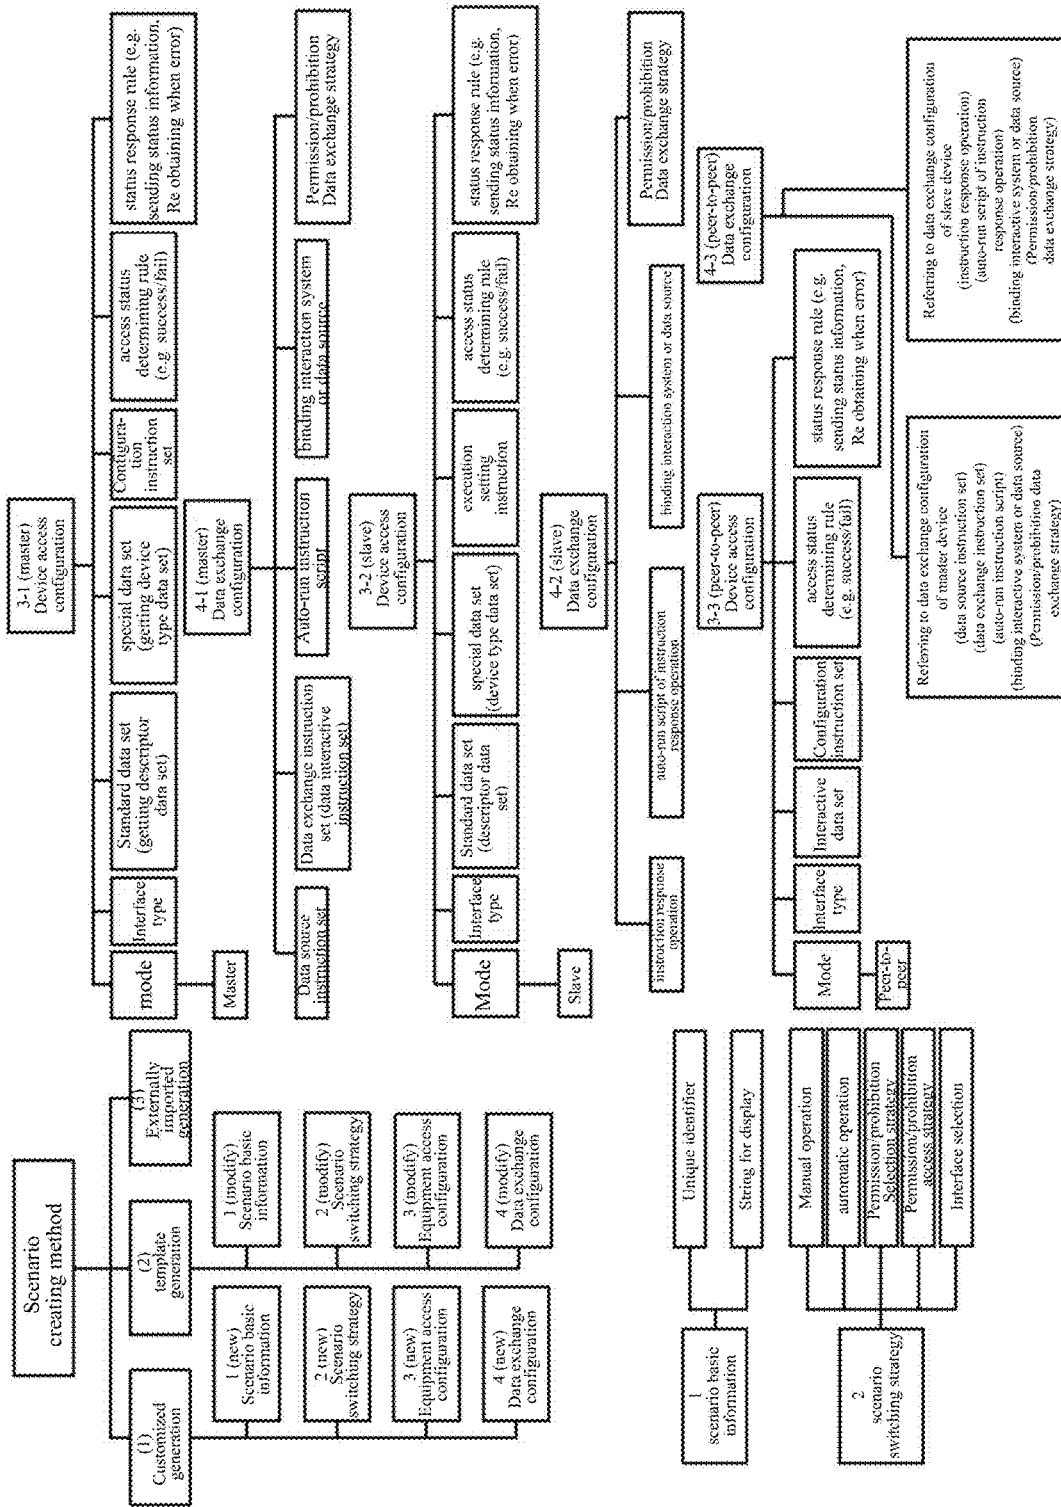 Scenario
creating method
(1)
Customized
generation
(2)
template
generation
(3)
Externally
imported
generation
1 (new)
Scenario basic
information
2 (new)
Scenario
switching strategy
3 (new)
Equipment access
configuration
4 (new)
Data exchange
configuration
1 (modify)
Scenario basic
information
2 (modify)
Scenario
switching strategy
3 (modify)
Equipment access
configuration
4 (modify)
Data exchange
configuration
1
scenario basic
information
Unique identifier
String for display
2
scenario
switching strategy
Manual operation
automatic operation
Permission/prohibition
Selection strategy
Permission/prohibition
access strategy
Interface selection
3-1 (master)
Device access
configuration
mode
Master
Interface
type
Standard data set
(getting descriptor
data set)
special data set
(getting device
type data set)
Configura-
tion
instruction
set
access status
determining rule
(e.g. success/fail)
status response rule (e.g.
sending status information,
Re obtaining when error)
4-1 (master)
Data exchange
configuration
Data source
instruction set
Data exchange instruction
set (data interactive
instruction set)
Auto-run instruction
script
binding interaction system
or data source
Permission/prohibition
Data exchange strategy
3-2 (slave)
Device access
configuration
Mode
Slave
Interface
type
Standard data set
(descriptor data
set)
special data set
(device type data set)
execution
setting
instruction
access status
determining rule
(e.g. success/fail)
status response rule (e.g.
sending status information,
Re obtaining when error)
4-2 (slave)
Data exchange
configuration
instruction response
operation
auto-run script of instruction
response operation
binding interaction system or data source
Permission/prohibition
Data exchange strategy
3-3 (peer-to-peer)
Device access
configuration
Mode
Peer-to-
peer
Interface
type
Interactive
data set
Configuration
instruction set
access status
determining rule
(e.g. success/fail)
status response rule (e.g.
sending status information,
Re obtaining when error)
4-3 (peer-to-peer)
Data exchange
configuration
Referring to data exchange configuration
of master device
(data source instruction set)
(data exchange instruction set)
(auto-run instruction script)
(binding interactive system or data source)
(Permission/prohibition data
exchange strategy)
Referring to data exchange configuration
of slave device
(instruction response operation)
(auto-run script of instruction
response operation)
(binding interactive system or data source)
(Permission/prohibition
data exchange strategy)